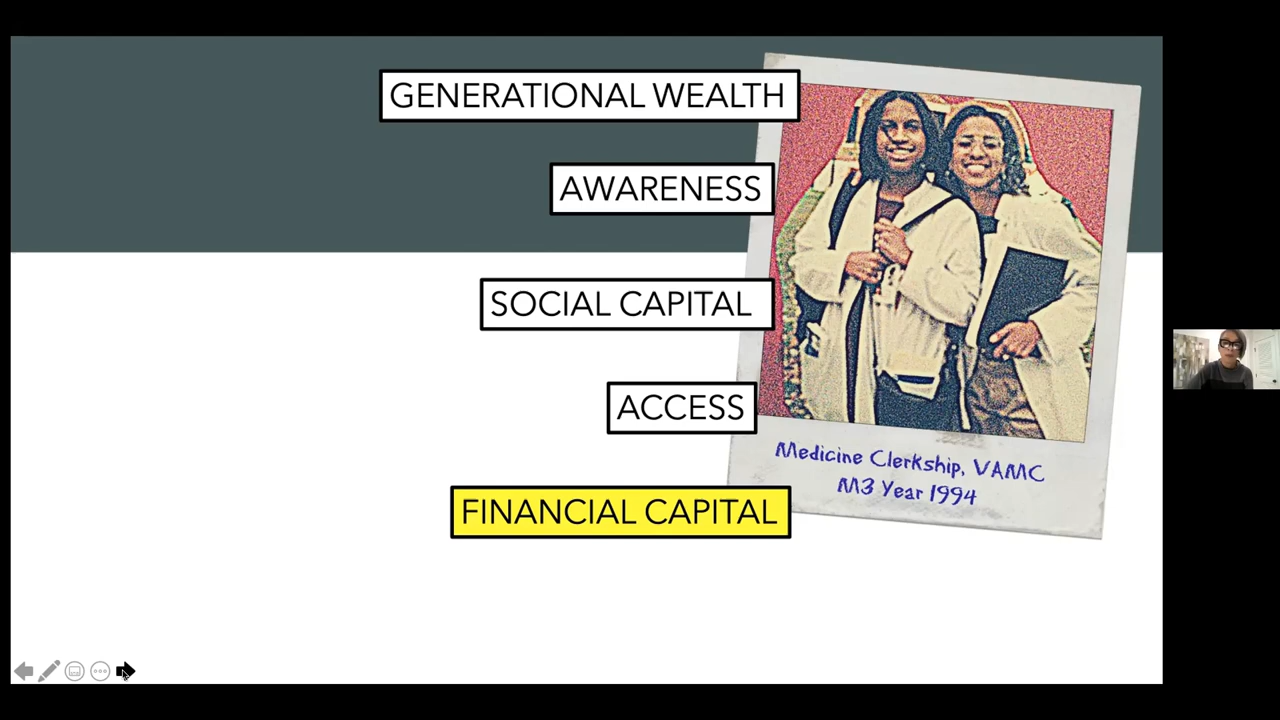 GENERATIONAL WEALTH
AWARENESS
SOCIAL CAPITAL
ACCESS
Medicine Clerkship, VAMC
M3 Year 1994
FINANCIAL CAPITAL